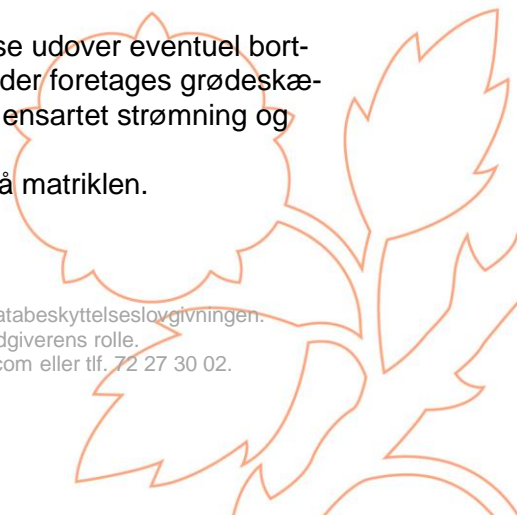 se udover eventuel bort-
der foretages grødeskæ-
ensartet strømning og
å matriklen.
atabeskyttelseslovgivningen.
dgiverens rolle.
com eller tlf. 72 27 30 02.